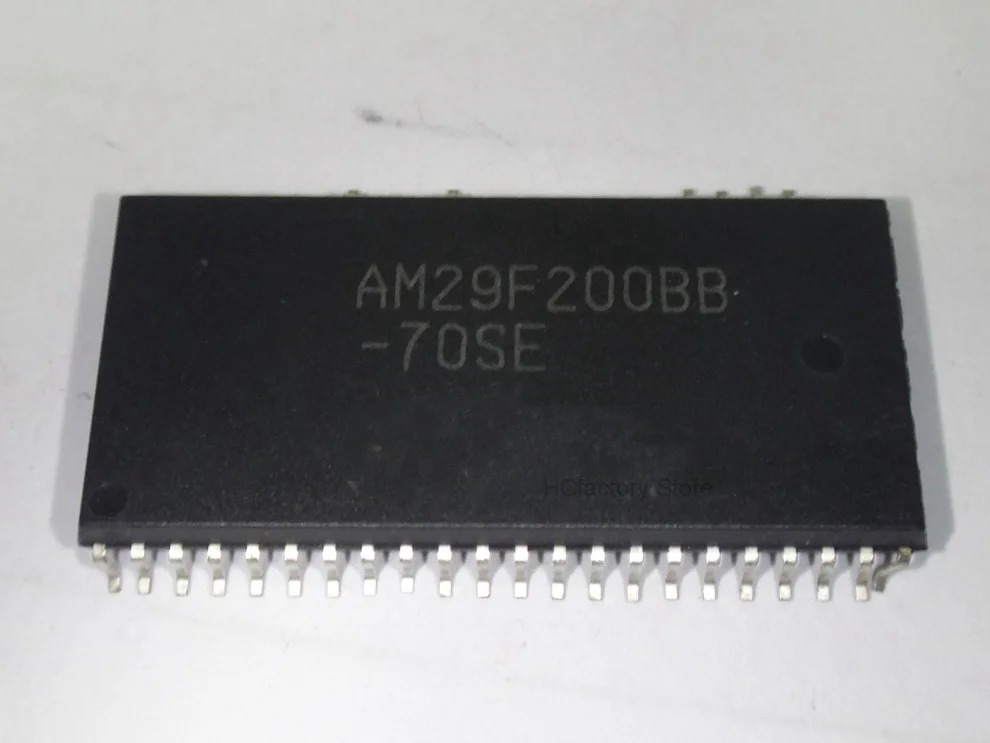 AM29F200BB
-70SE
HCfactory Store